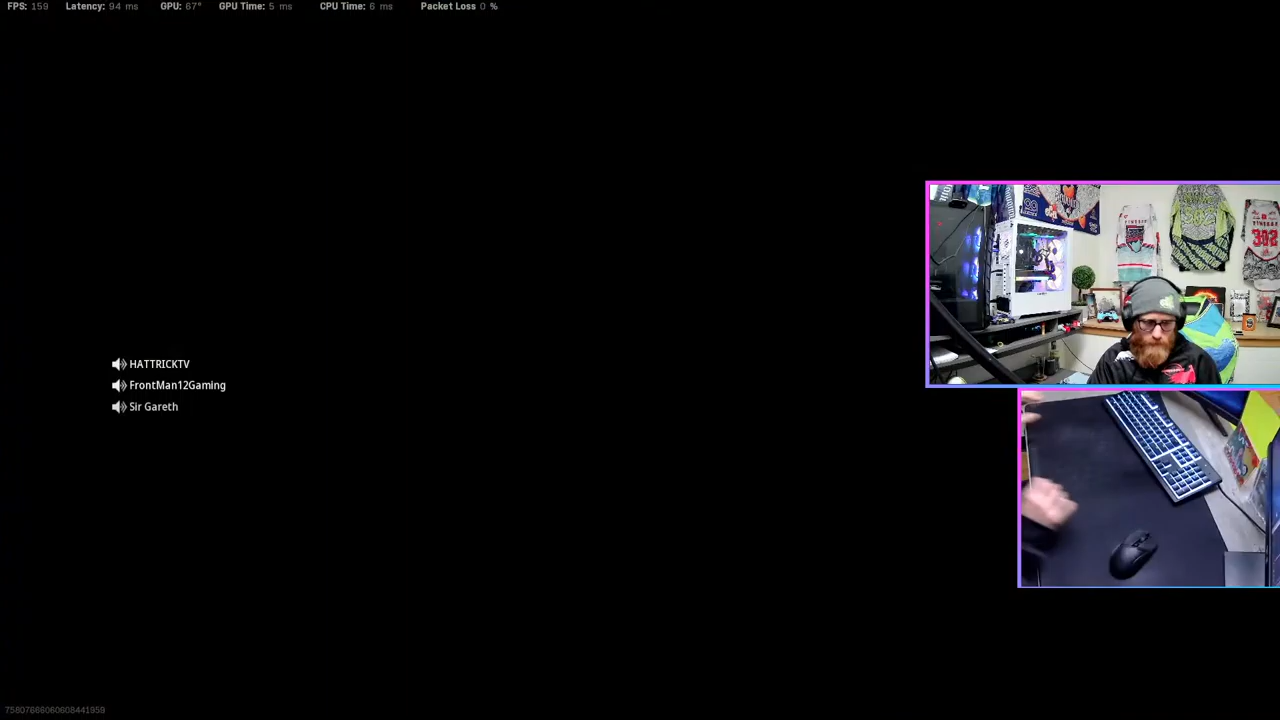 FPS: 159 Latency: 94 ms GPU: 67° GPU Time: 5 ms CPU Time: 6 ms Packet Loss 0 %
302
HATTRICKTV
FrontMan12Gaming
Sir Gareth